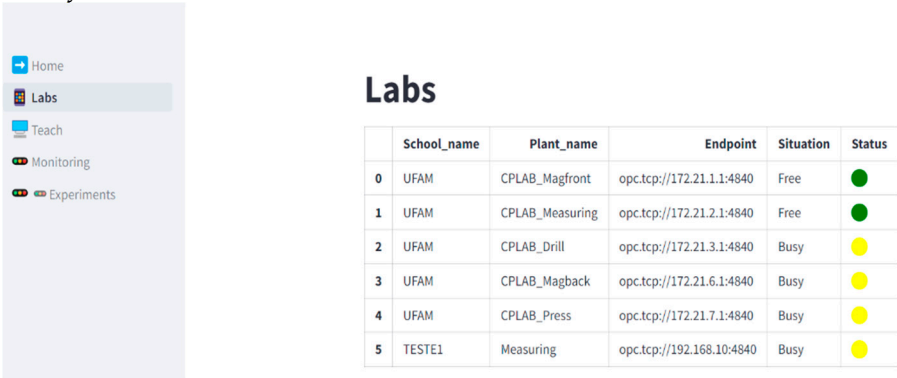 Home
Labs
Teach
Monitoring
Experiments
Labs
School_name Plant_name Endpoint Situation Status
0 UFAM CPLAB_Magfront opc.tcp://172.21.1.1:4840 Free
1 UFAM CPLAB_Measuring opc.tcp://172.21.2.1:4840 Free
2 UFAM CPLAB_Drill opc.tcp://172.21.3.1:4840 Busy
3 UFAM CPLAB_Magback opc.tcp://172.21.6.1:4840 Busy
4 UFAM CPLAB_Press opc.tcp://172.21.7.1:4840 Busy
5 TESTE1 Measuring opc.tcp://192.168.10:4840 Busy